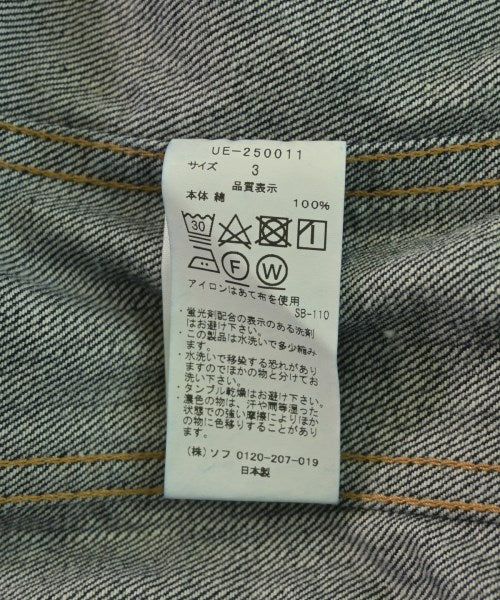 UE-250011
サイズ 3
品質表示
本体 綿 100%
30
F W
アイロンはあて布を使用
SB-110
・蛍光剤配合の表示のある洗剤
はお避け下さい。
・この製品は水洗いで多少縮み
ます。
・水洗いで移染する恐れがあり
ますのでほかの物と分けてお
洗い下さい。
・タンブル乾燥はお避け下さい。
・濃色の物は、汗や雨等湿った
状態での強い摩擦によりほか
の物に色移りすることがあり
ます。
(株)ソフ 0120-207-019
日本製